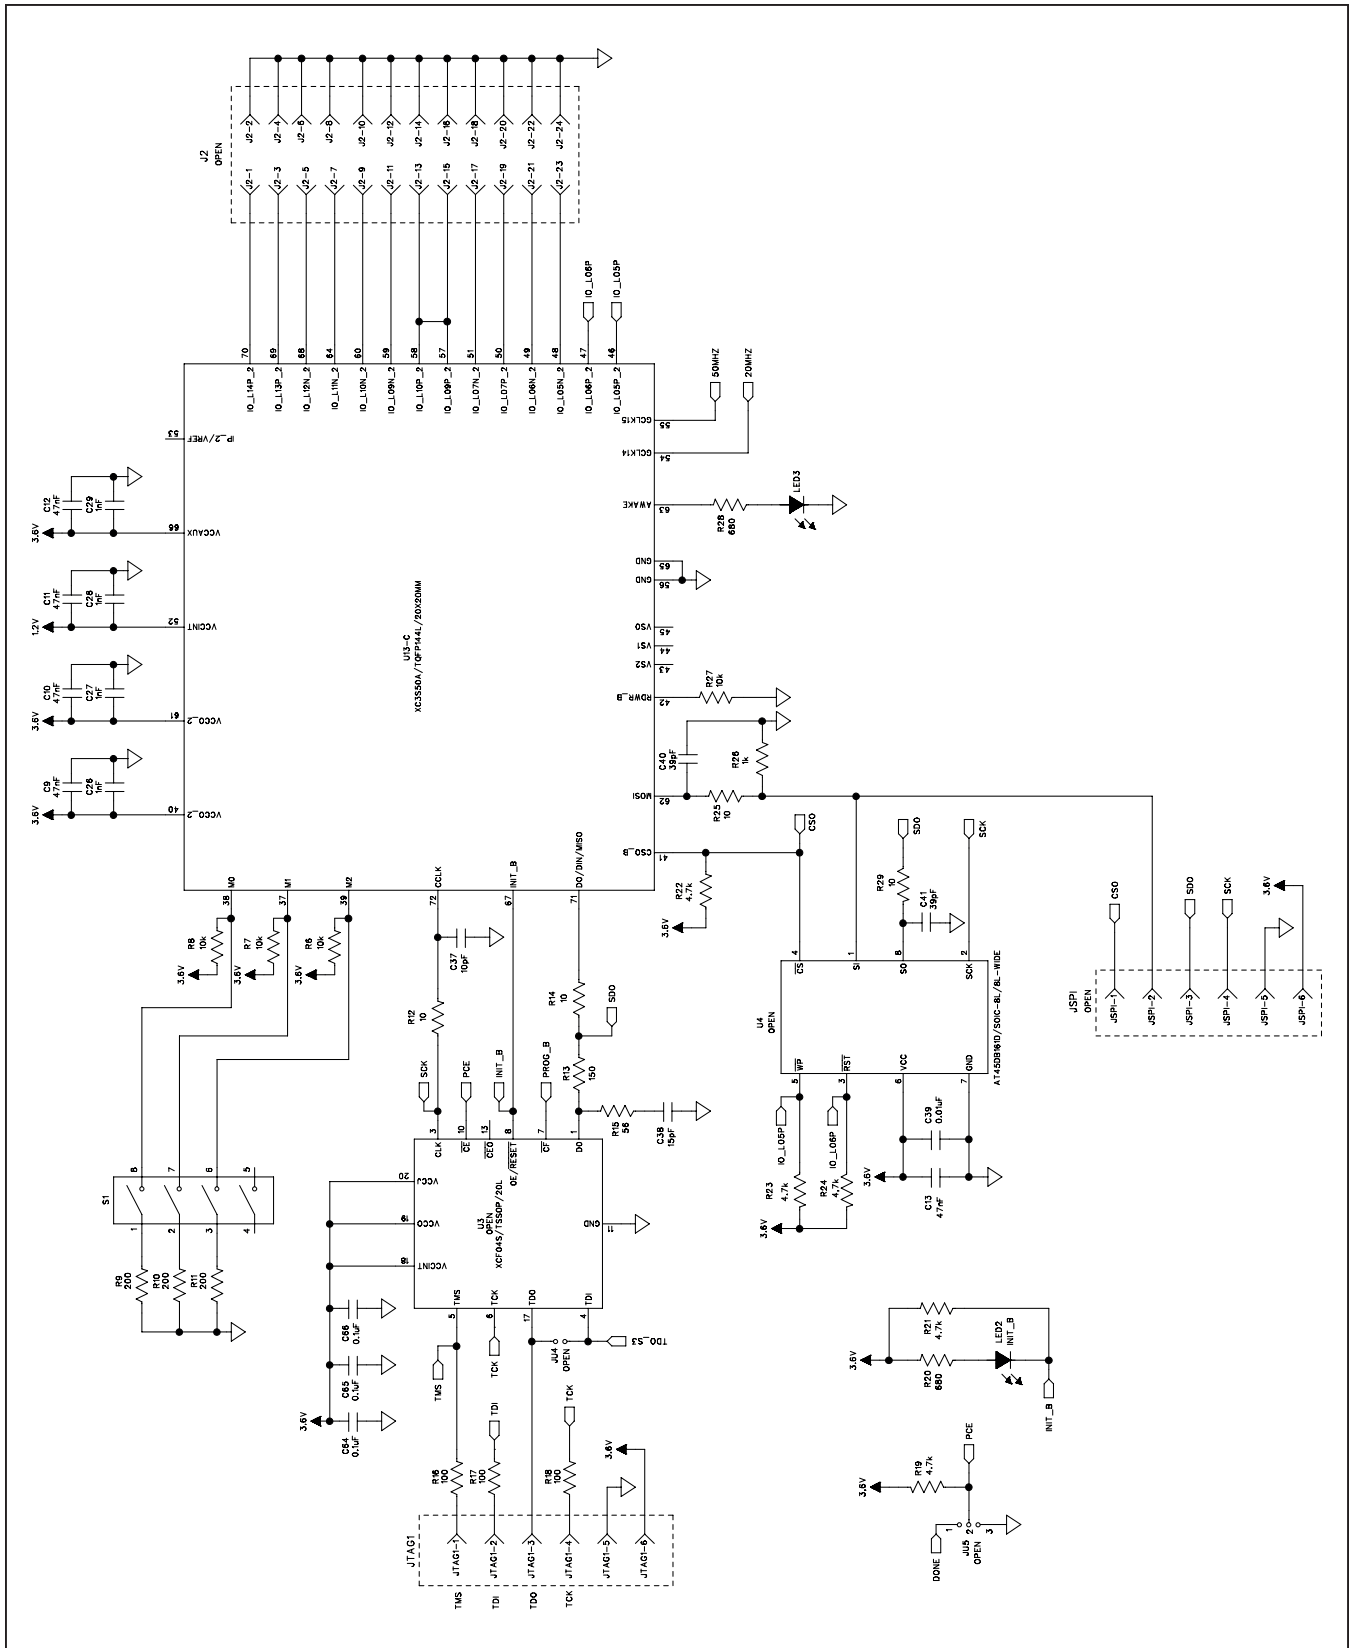 J2
OPEN
J2-2
J2-4
J2-6
J2-8
J2-10
J2-12
J2-14
J2-16
J2-18
J2-20
J2-22
J2-24
J2-1
J2-3
J2-5
J2-7
J2-9
J2-11
J2-13
J2-15
J2-17
J2-19
J2-21
J2-23
IO_L06P
IO_L05P
70
69
68
64
60
59
58
57
51
50
49
48
47
46
IO_L14P_2
IO_L13P_2
IO_L12N_2
IO_L11N_2
IO_L10N_2
IO_L09N_2
IO_L10P_2
IO_L09P_2
IO_L07N_2
IO_L07P_2
IO_L06N_2
IO_L05N_2
IO_L06P_2
IO_L05P_2
50MHZ
20MHZ
GCLK15
55
GCLK14
54
53
IP_2/VREF
C12
47nF
C29
1nF
3.6V
66
VCCAUX
AWAKE
63
R28
680
LED3
GND
65
GND
56
C11
47nF
C28
1nF
1.2V
52
VCCINT
VS0
45
VS1
44
VS2
43
U13-C
XC3S50A/TQFP144L/20X20MM
C10
47nF
C27
1nF
3.6V
61
VCCO_2
RDWR_B
42
R27
10k
C40
39pF
R26
1k
C9
47nF
C26
1nF
3.6V
40
VCCO_2
MOSI
62
R25
10
CSO_B
41
CSO
SDO
SCK
M0
M1
M2
CCLK
INIT_B
DO/DIN/MISO
38
37
39
72
67
71
R8
10k
R7
10k
R6
10k
3.6V
3.6V
3.6V
C37
10pF
R22
4.7k
3.6V
R29
10
C41
39pF
4
1
8
2
CS
SI
SO
SCK
U4
OPEN
AT45DB161D/SOIC-8L/8L-WIDE
WP
RST
VCC
GND
5
3
6
7
CSO
SDO
SCK
3.6V
JSPI
OPEN
JSPI-1
JSPI-2
JSPI-3
JSPI-4
JSPI-5
JSPI-6
R12
10
R14
10
SDO
R13
150
SCK
PCE
INIT_B
PROG_B
R15
56
C38
15pF
3
10
13
8
7
1
CLK
CE
CEO
OE/RESET
CF
DO
IO_L05P
IO_L06P
R23
4.7k
R24
4.7k
3.6V
C39
0.01uF
C13
47nF
3.6V
S1
8
7
6
5
1
2
3
4
R9
200
R10
200
R11
200
20
VCCJ
19
VCCO
18
VCCINT
U3
OPEN
XCF04S/TSSOP/20L
GND
11
TMS
TCK
TDO
TDI
5
6
17
4
C66
0.1uF
C65
0.1uF
C64
0.1uF
3.6V
TMS
TCK
JU4
OPEN
TDO_S3
TDI
TCK
R16
100
R17
100
R18
100
3.6V
JTAG1
JTAG1-1
JTAG1-2
JTAG1-3
JTAG1-4
JTAG1-5
JTAG1-6
TMS
TDI
TDO
TCK
R21
4.7k
3.6V
R20
680
LED2
INIT_B
INIT_B
3.6V
R19
4.7k
PCE
DONE
1
2
3
JU5
OPEN